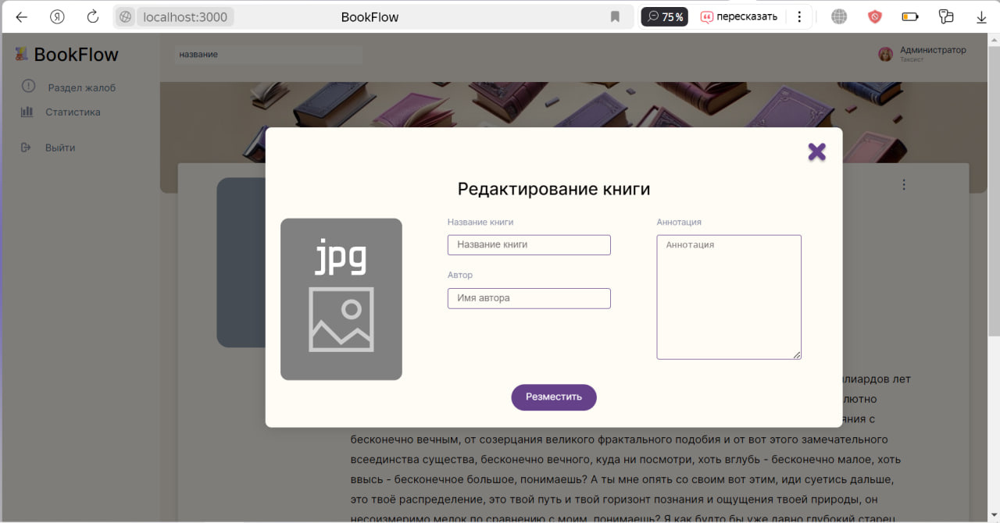 localhost:3000
BookFlow
75%
пересказать
BookFlow
название
Администратор
Таксист
Раздел жалоб
Статистика
Выйти
Редактирование книги
jpg
Название книги
Название книги
Автор
Имя автора
Аннотация
Аннотация
Резместить
лиардов лет
лютно
яния с
бесконечно вечным, от созерцания великого фрактального подобия и от вот этого замечательного
всеединства существа, бесконечно вечного, куда ни посмотри, хоть вглубь - бесконечно малое, хоть
ввысь - бесконечное большое, понимаешь? А ты мне опять со своим вот этим, иди суетись дальше,
это твоё распределение, это твой путь и твой горизонт познания и ощущения твоей природы, он
несоизмеримо мелок по сравнению с моим, понимаешь? Я как будто бы уже давно глубокий старец,